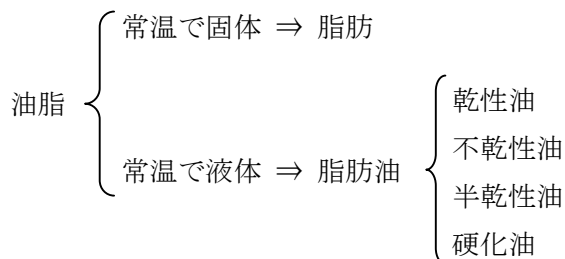 油脂
常温で固体 ⇒ 脂肪
常温で液体 ⇒ 脂肪油
乾性油
不乾性油
半乾性油
硬化油